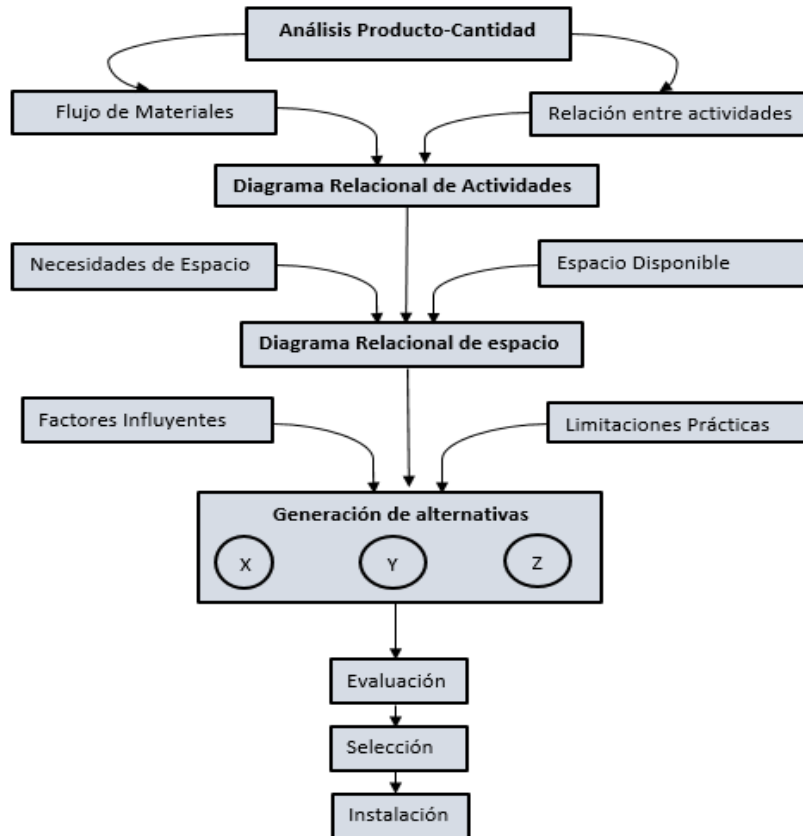 Análisis Producto-Cantidad
Flujo de Materiales
Relación entre actividades
Diagrama Relacional de Actividades
Necesidades de Espacio
Espacio Disponible
Diagrama Relacional de espacio
Factores Influyentes
Limitaciones Prácticas
Generación de alternativas
X Y Z
Evaluación
Selección
Instalación